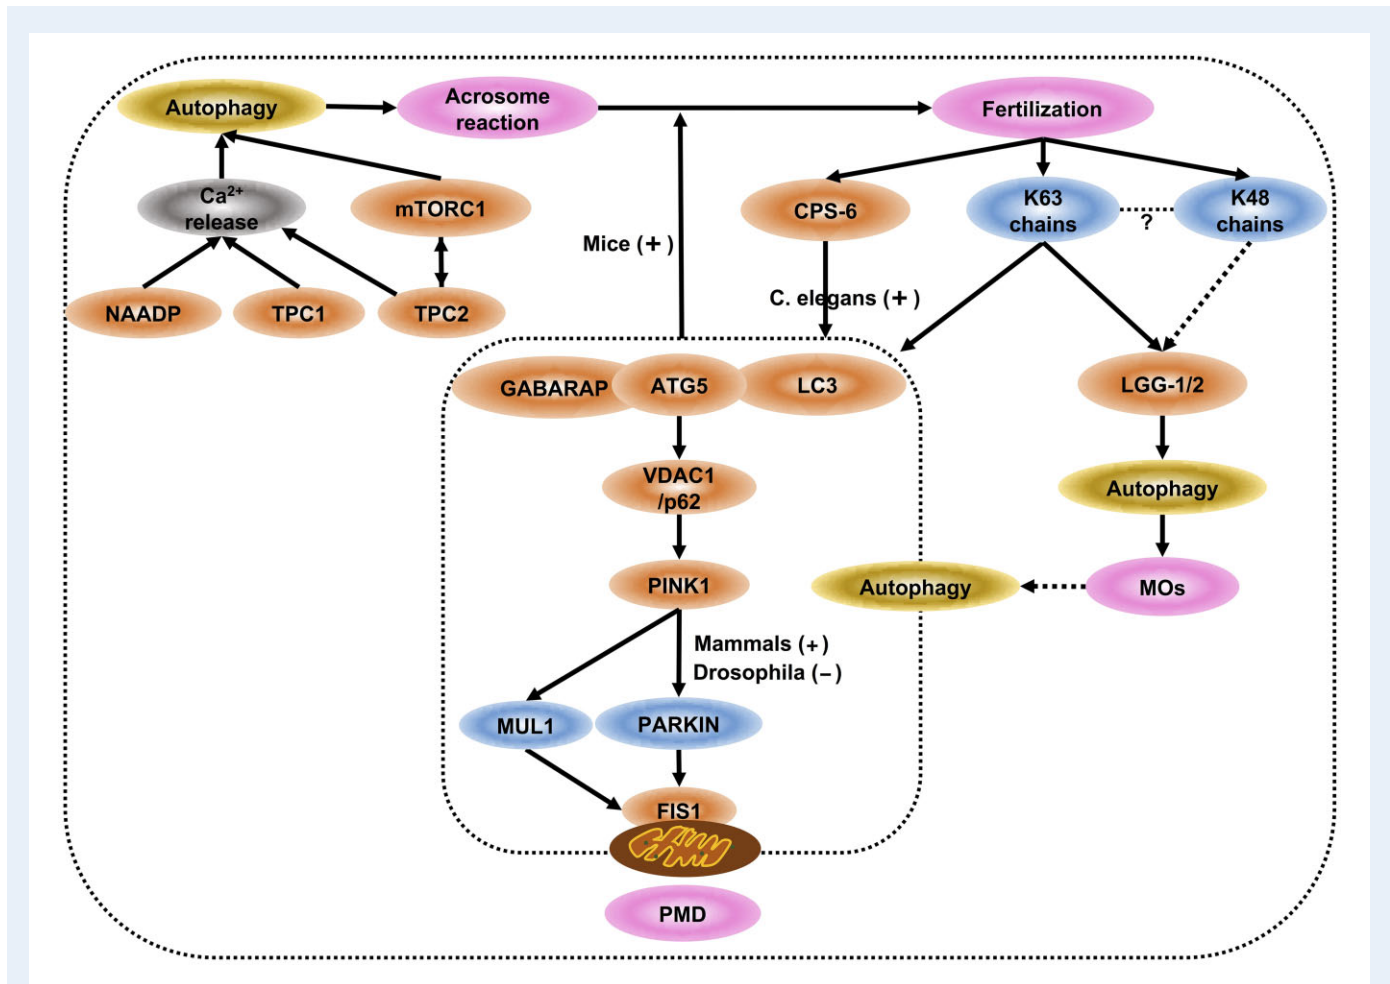 Autophagy
Acrosome
reaction
Fertilization
Ca²⁺
release
mTORC1
CPS-6
K63
chains
?
K48
chains
Mice (+)
C. elegans (+)
NAADP
TPC1
TPC2
GABARAP
ATG5
LC3
LGG-1/2
VDAC1
/p62
Autophagy
PINK1
Autophagy
MOs
Mammals (+)
Drosophila (–)
MUL1
PARKIN
FIS1
PMD